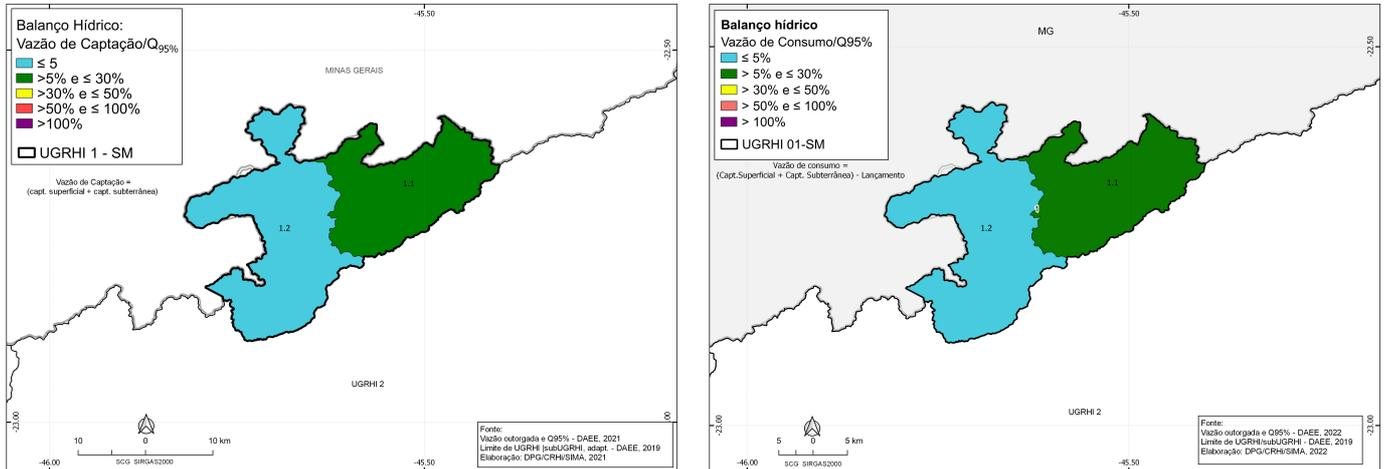 -45.50
Balanço Hídrico:
Vazão de Captação/Q95%
≤ 5
>5% e ≤ 30%
>30% e ≤ 50%
>50% e ≤ 100%
>100%
UGRHI 1 - SM
-22.50
MINAS GERAIS
Vazão de Captação =
(capt. superficial + capt. subterrânea)
1.1
1.2
UGRHI 2
-23.00
00
10 0 10 km
SCG SIRGAS2000
Fonte:
Vazão outorgada e Q95% - DAEE, 2021
Limite de UGRHI |subUGRHI, adapt. - DAEE, 2019
Elaboração: DPG/CRHi/SIMA, 2021
-46.00
-45.50
-45.50
Balanço hídrico
Vazão de Consumo/Q95%
≤ 5%
> 5% e ≤ 30%
> 30% e ≤ 50%
> 50% e ≤ 100%
> 100%
UGRHI 01-SM
MG
-22.50
Vazão de consumo =
(Capt.Superficial + Capt. Subterrânea) - Lançamento
1.1
1.2
UGRHI 2
-23.00
-23.00
5 0 5 km
SCG SIRGAS2000
Fonte:
Vazão outorgada e Q95% - DAEE, 2022
Limite de UGRHI/subUGRHI - DAEE, 2019
Elaboração: DPG/CRHi/SIMA, 2022
-46.00
-45.50